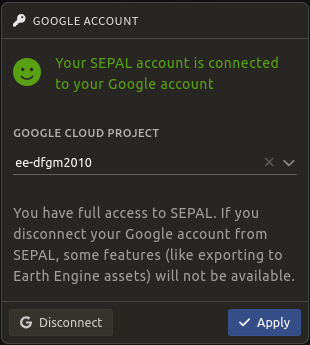 GOOGLE ACCOUNT
Your SEPAL account is connected
to your Google account
GOOGLE CLOUD PROJECT
ee-dfgm2010
You have full access to SEPAL. If you
disconnect your Google account from
SEPAL, some features (like exporting to
Earth Engine assets) will not be available.
Disconnect
Apply